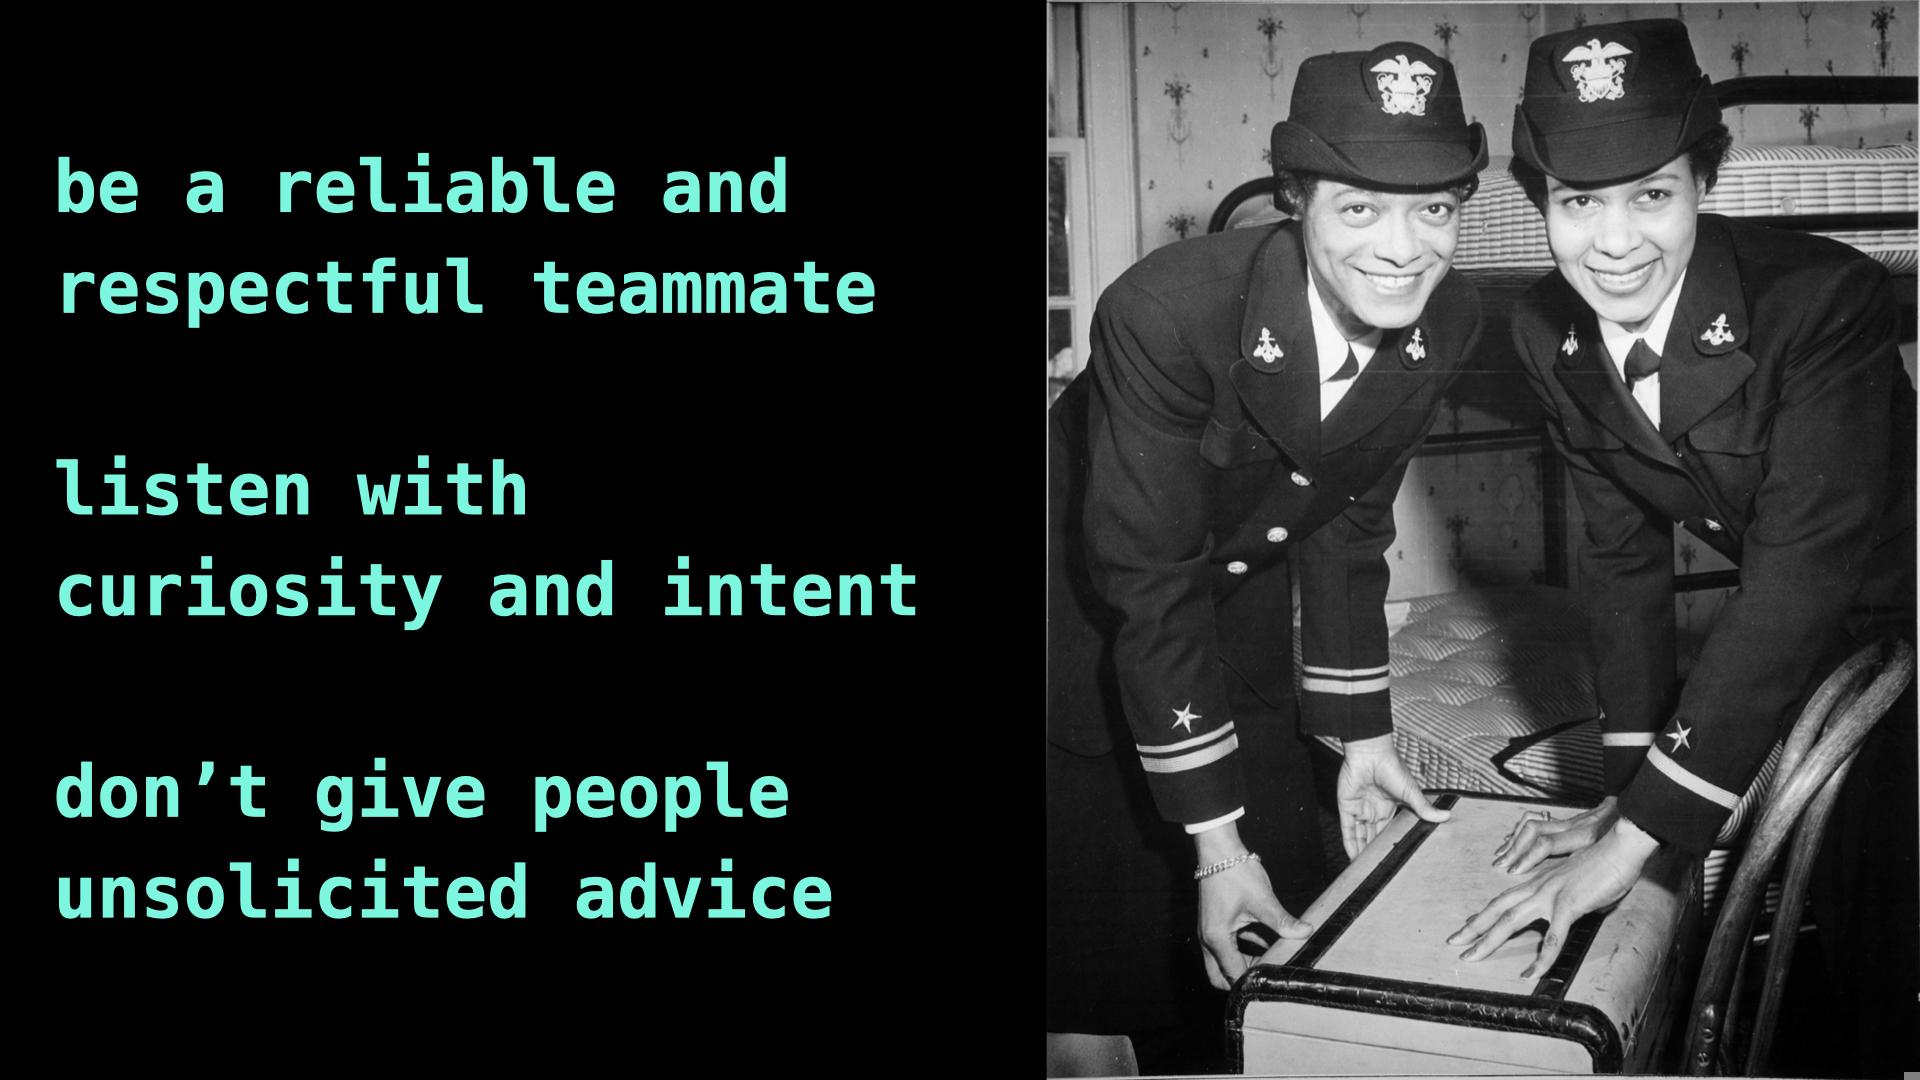 be a reliable and
respectful teammate
listen with
curiosity and intent
don’t give people
unsolicited advice